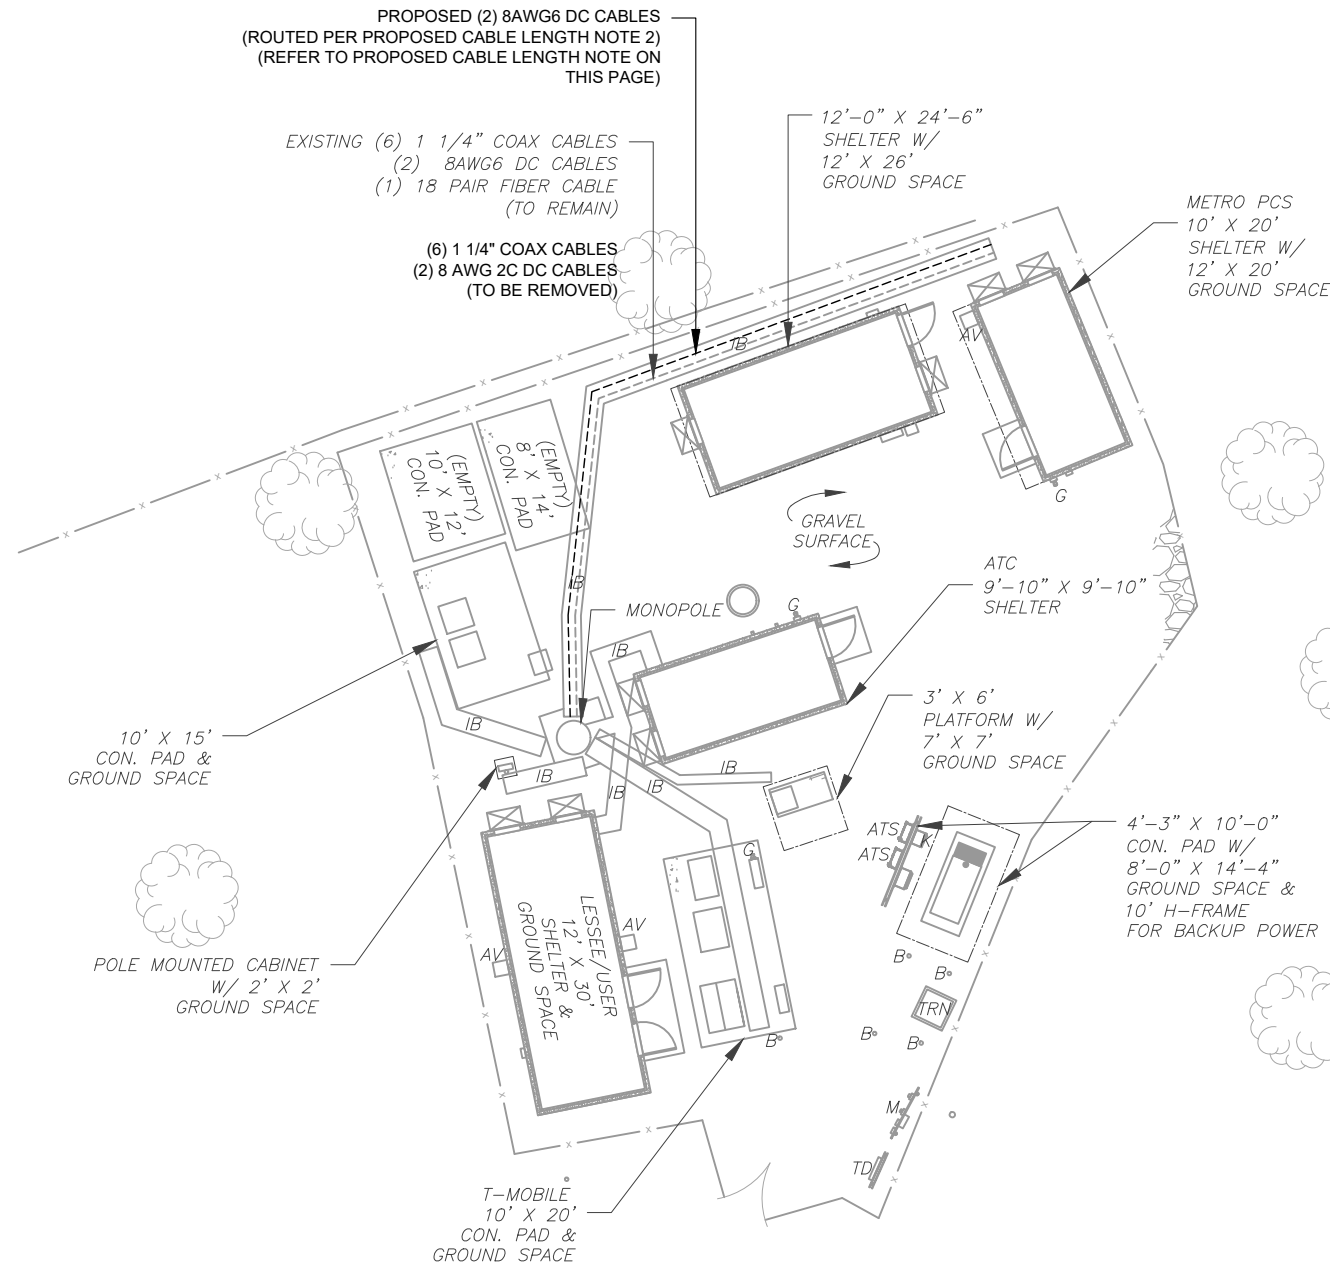 PROPOSED (2) 8AWG6 DC CABLES
(ROUTED PER PROPOSED CABLE LENGTH NOTE 2)
(REFER TO PROPOSED CABLE LENGTH NOTE ON
THIS PAGE)
EXISTING (6) 1 1/4" COAX CABLES
(2) 8AWG6 DC CABLES
(1) 18 PAIR FIBER CABLE
(TO REMAIN)
(6) 1 1/4" COAX CABLES
(2) 8 AWG 2C DC CABLES
(TO BE REMOVED)
12'-0" X 24'-6"
SHELTER W/
12' X 26'
GROUND SPACE
METRO PCS
10' X 20'
SHELTER W/
12' X 20'
GROUND SPACE
IB
AV
G
(EMPTY)
10' X 12'
CON. PAD
(EMPTY)
8' X 14'
CON. PAD
GRAVEL
SURFACE
IB
MONOPOLE
G
ATC
9'-10" X 9'-10"
SHELTER
IB
3' X 6'
PLATFORM W/
7' X 7'
GROUND SPACE
10' X 15'
CON. PAD &
GROUND SPACE
IB
IB
IB
IB
IB
ATS
ATS
K
4'-3" X 10'-0"
CON. PAD W/
8'-0" X 14'-4"
GROUND SPACE &
10' H-FRAME
FOR BACKUP POWER
G
LESSEE/USER
12' X 30'
SHELTER &
GROUND SPACE
AV
AV
POLE MOUNTED CABINET
W/ 2' X 2'
GROUND SPACE
B
B
TRN
B
B
B
M
TD
T-MOBILE
10' X 20'
CON. PAD &
GROUND SPACE